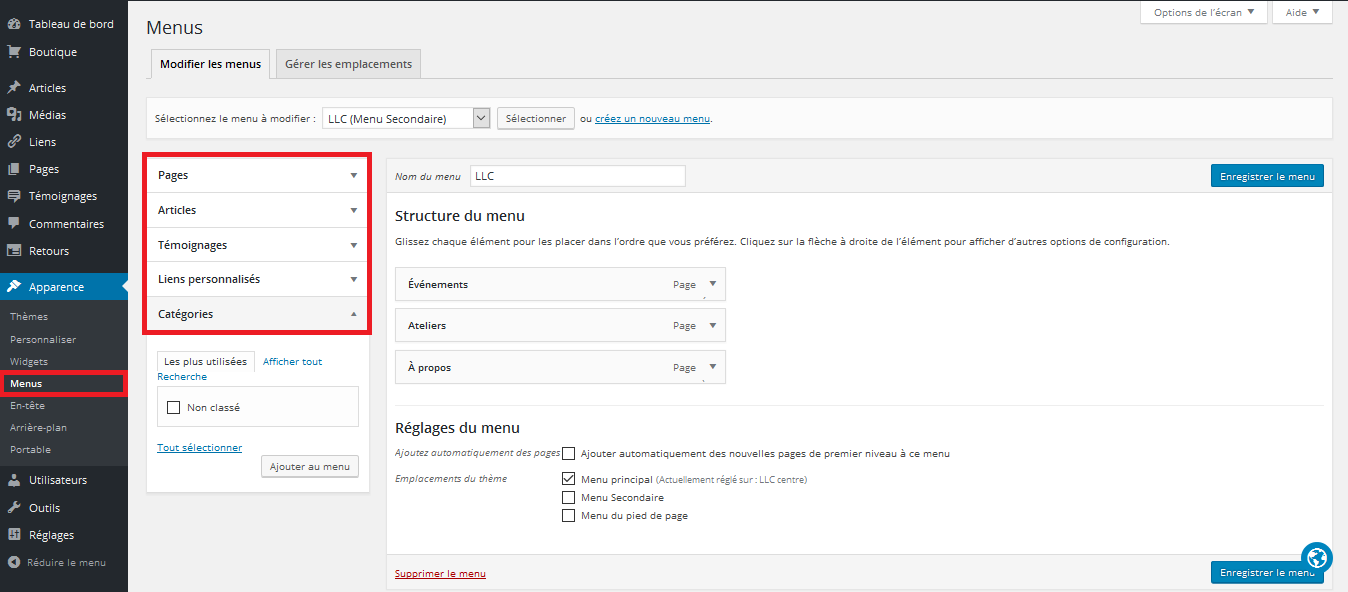 Tableau de bord
Boutique
Articles
Médias
Liens
Pages
Témoignages
Commentaires
Retours
Apparence
Thèmes
Personnaliser
Widgets
Menus
En-tête
Arrière-plan
Portable
Utilisateurs
Outils
Réglages
Réduire le menu
Options de l'écran
Aide
Menus
Modifier les menus
Gérer les emplacements
Sélectionnez le menu à modifier : LLC (Menu Secondaire) Sélectionner ou créez un nouveau menu.
Pages
Articles
Témoignages
Liens personnalisés
Catégories
Les plus utilisées Afficher tout
Recherche
Non classé
Tout sélectionner
Ajouter au menu
Nom du menu LLC Enregistrer le menu
Structure du menu
Glissez chaque élément pour les placer dans l'ordre que vous préférez. Cliquez sur la flèche à droite de l'élément pour afficher d'autres options de configuration.
Événements Page
Ateliers Page
À propos Page
Réglages du menu
Ajoutez automatiquement des pages Ajouter automatiquement des nouvelles pages de premier niveau à ce menu
Emplacements du thème Menu principal (Actuellement réglé sur : LLC centre)
Menu Secondaire
Menu du pied de page
Supprimer le menu Enregistrer le menu